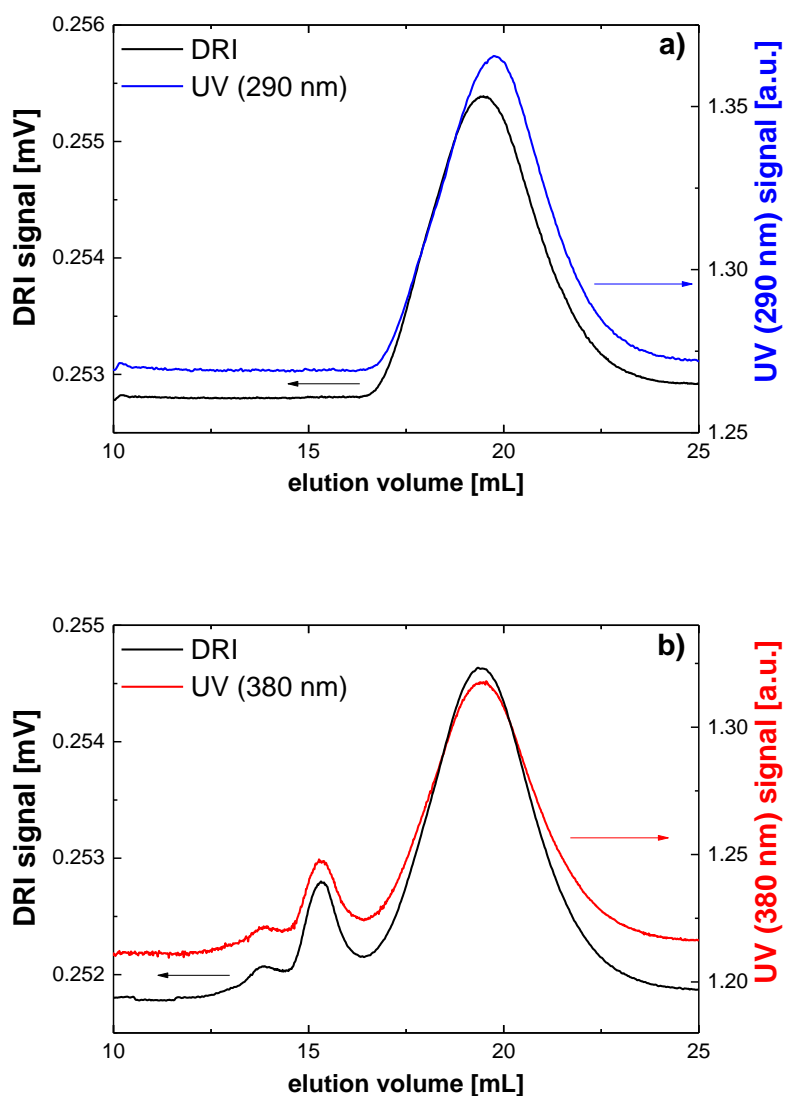 a)
DRI
UV (290 nm)
0.256
0.255
0.254
0.253
DRI signal [mV]
1.35
1.30
1.25
UV (290 nm) signal [a.u.]
10 15 20 25
elution volume [mL]
b)
DRI
UV (380 nm)
0.255
0.254
0.253
0.252
DRI signal [mV]
1.30
1.25
1.20
UV (380 nm) signal [a.u.]
10 15 20 25
elution volume [mL]